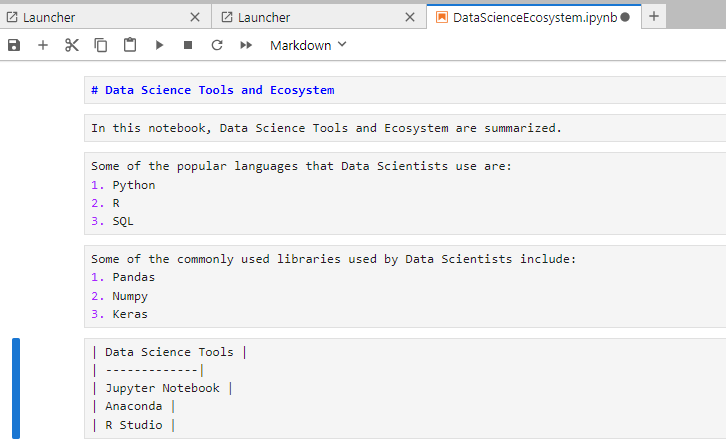 Launcher
Launcher
DataScienceEcosystem.ipynb
Markdown
# Data Science Tools and Ecosystem
In this notebook, Data Science Tools and Ecosystem are summarized.
Some of the popular languages that Data Scientists use are:
1. Python
2. R
3. SQL
Some of the commonly used libraries used by Data Scientists include:
1. Pandas
2. Numpy
3. Keras
| Data Science Tools |
| -------------|
| Jupyter Notebook |
| Anaconda |
| R Studio |